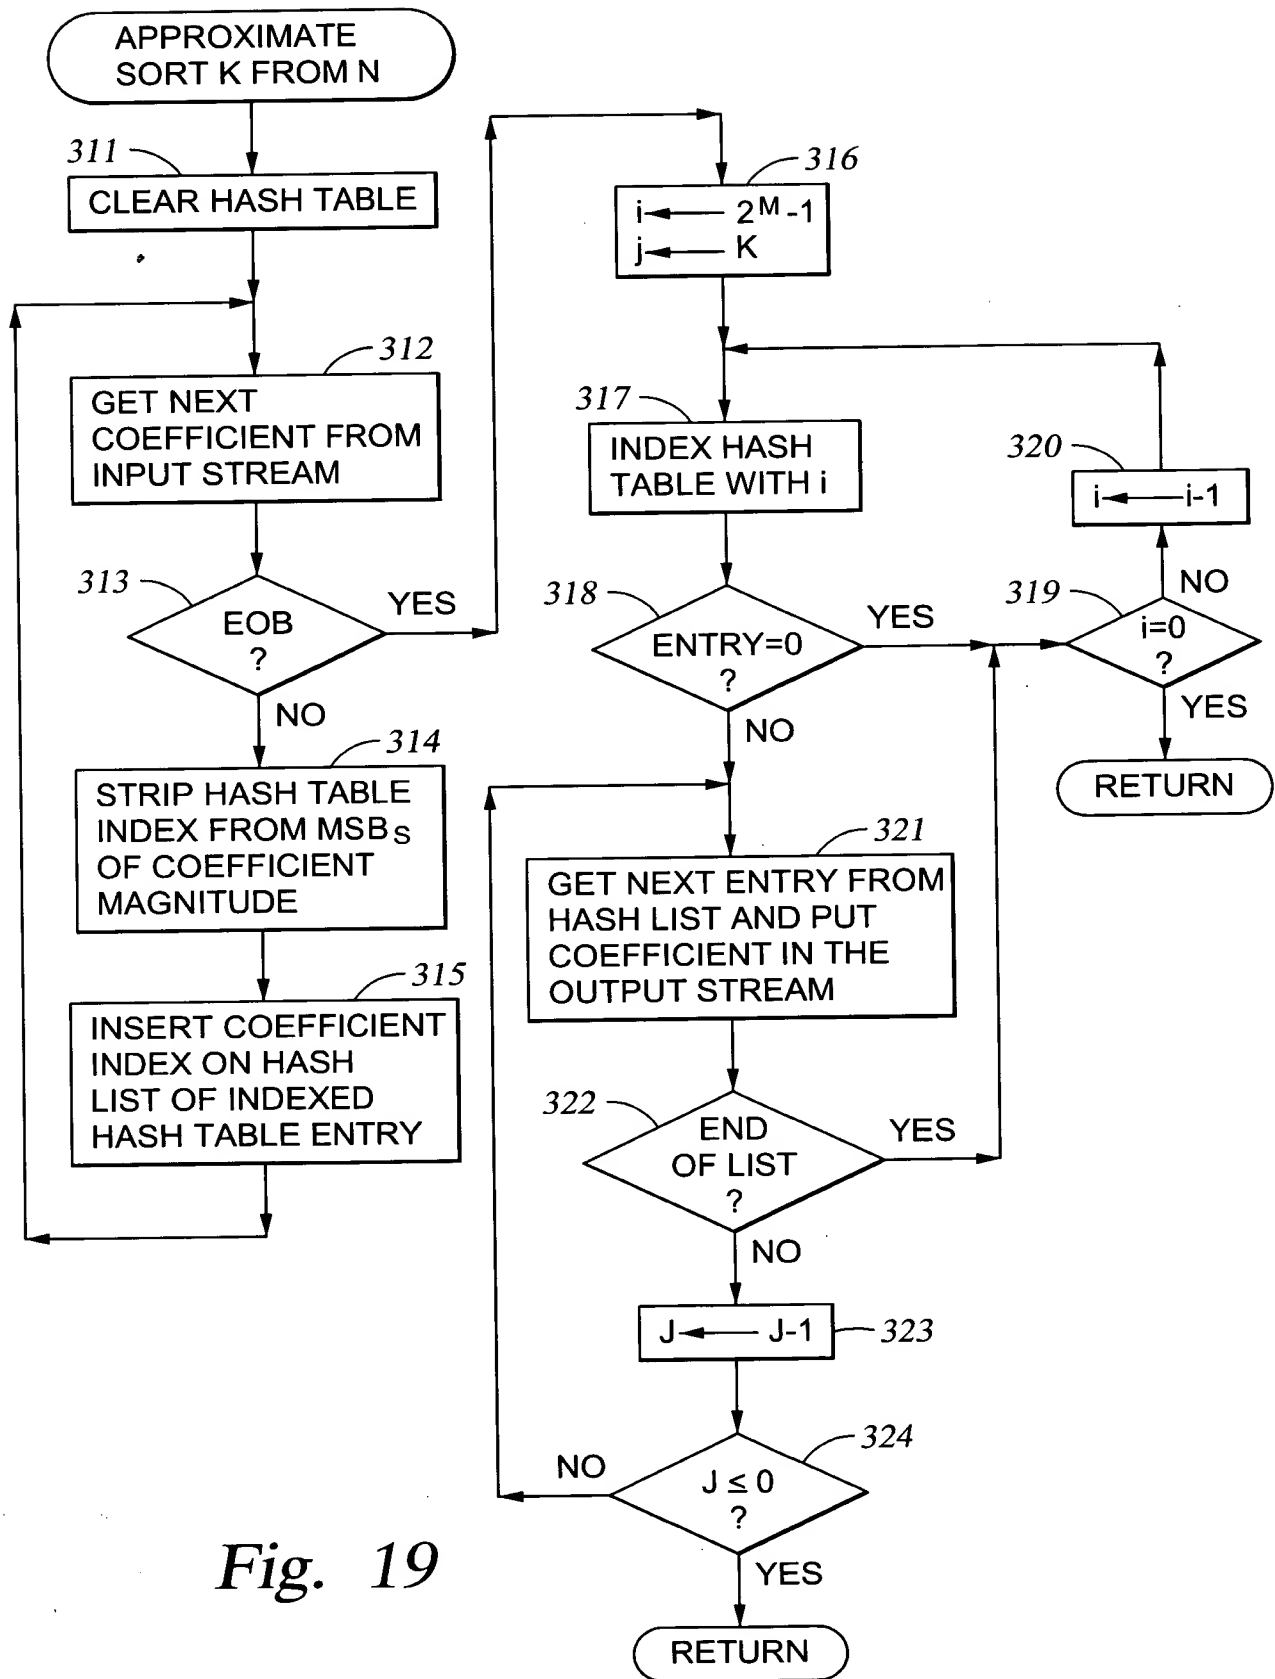 APPROXIMATE
SORT K FROM N
311
CLEAR HASH TABLE
312
GET NEXT
COEFFICIENT FROM
INPUT STREAM
313
EOB
?
YES
NO
314
STRIP HASH TABLE
INDEX FROM MSBS
OF COEFFICIENT
MAGNITUDE
315
INSERT COEFFICIENT
INDEX ON HASH
LIST OF INDEXED
HASH TABLE ENTRY
316
i ← 2^M-1
j ← K
317
INDEX HASH
TABLE WITH i
318
ENTRY=0
?
YES
NO
319
i=0
?
NO
YES
320
i ← i-1
RETURN
321
GET NEXT ENTRY FROM
HASH LIST AND PUT
COEFFICIENT IN THE
OUTPUT STREAM
322
END
OF LIST
?
YES
NO
J ← J-1
323
324
J ≤ 0
?
NO
YES
RETURN
Fig. 19